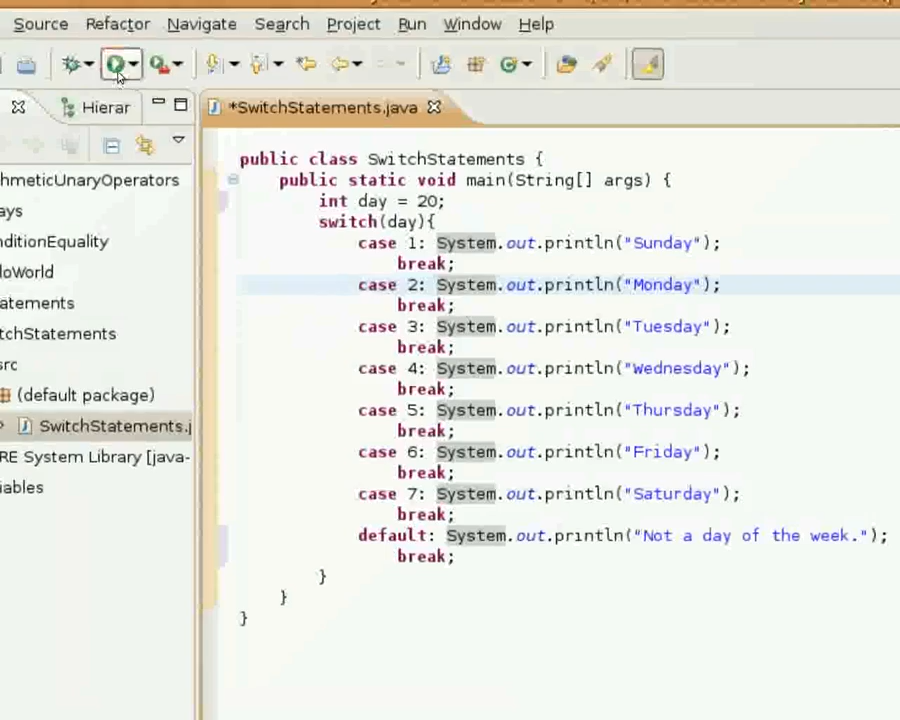 Source Refactor Navigate Search Project Run Window Help
Hierar
*SwitchStatements.java
hmeticUnaryOperators
ays
nditionEquality
loWorld
atements
tchStatements
src
(default package)
SwitchStatements.j
RE System Library [java-
iables
public class SwitchStatements {
public static void main(String[] args) {
int day = 20;
switch(day){
case 1: System.out.println("Sunday");
break;
case 2: System.out.println("Monday");
break;
case 3: System.out.println("Tuesday");
break;
case 4: System.out.println("Wednesday");
break;
case 5: System.out.println("Thursday");
break;
case 6: System.out.println("Friday");
break;
case 7: System.out.println("Saturday");
break;
default: System.out.println("Not a day of the week.");
break;
}
}
}